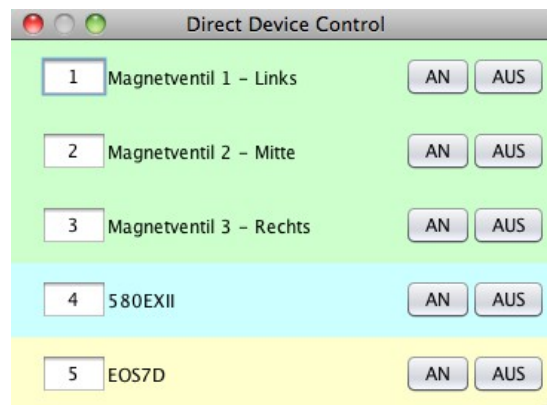 Direct Device Control
1 Magnetventil 1 – Links AN AUS
2 Magnetventil 2 – Mitte AN AUS
3 Magnetventil 3 – Rechts AN AUS
4 580EXII AN AUS
5 EOS7D AN AUS